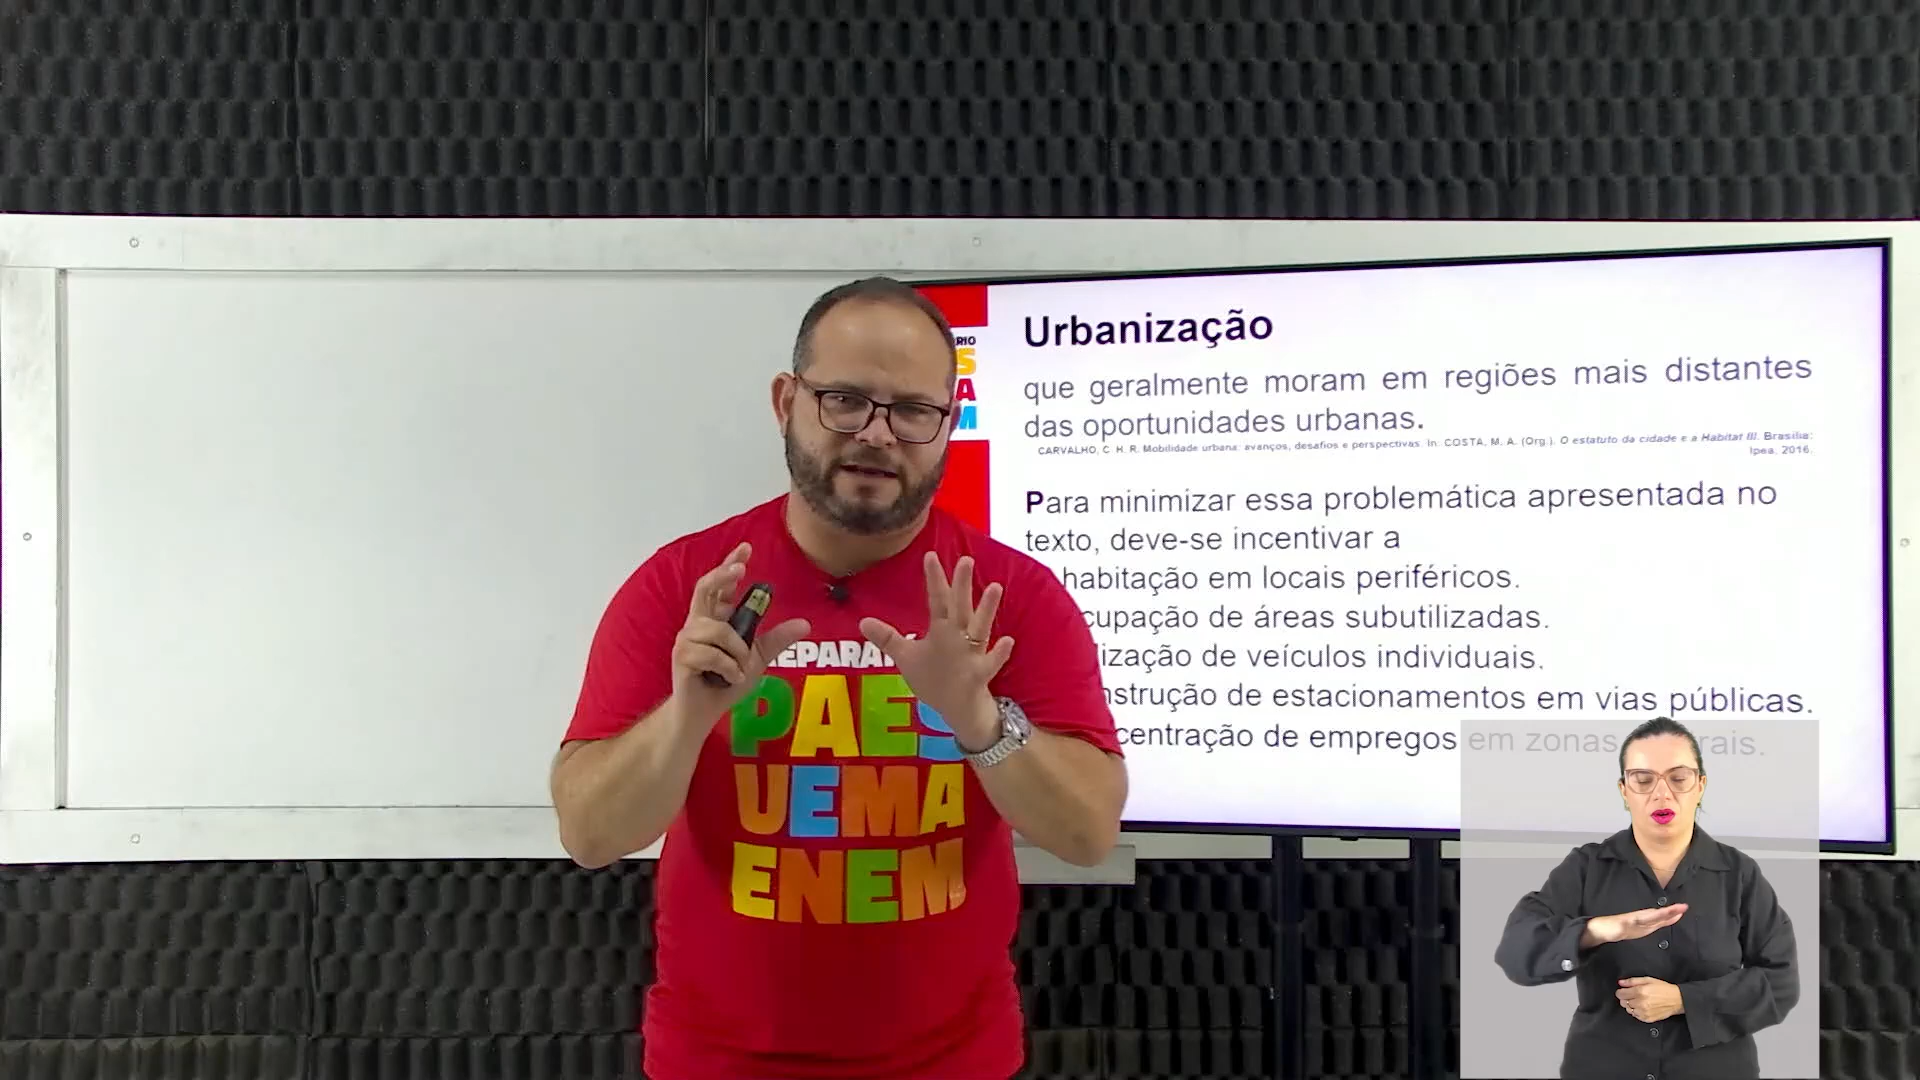 Urbanização
que geralmente moram em regiões mais distantes
das oportunidades urbanas.
CARVALHO, C. H. R. Mobilidade urbana: avanços, desafios e perspectivas. In: COSTA, M. A. (Org.). O estatuto da cidade e a Habitat III. Brasília:
Ipea, 2016.
Para minimizar essa problemática apresentada no
texto, deve-se incentivar a
habitação em locais periféricos.
cupação de áreas subutilizadas.
lização de veículos individuais.
nstrução de estacionamentos em vias públicas.
centração de empregos em zonas rais.
RIO
S
A
M
EPARA
PAES
UEMA
ENEM